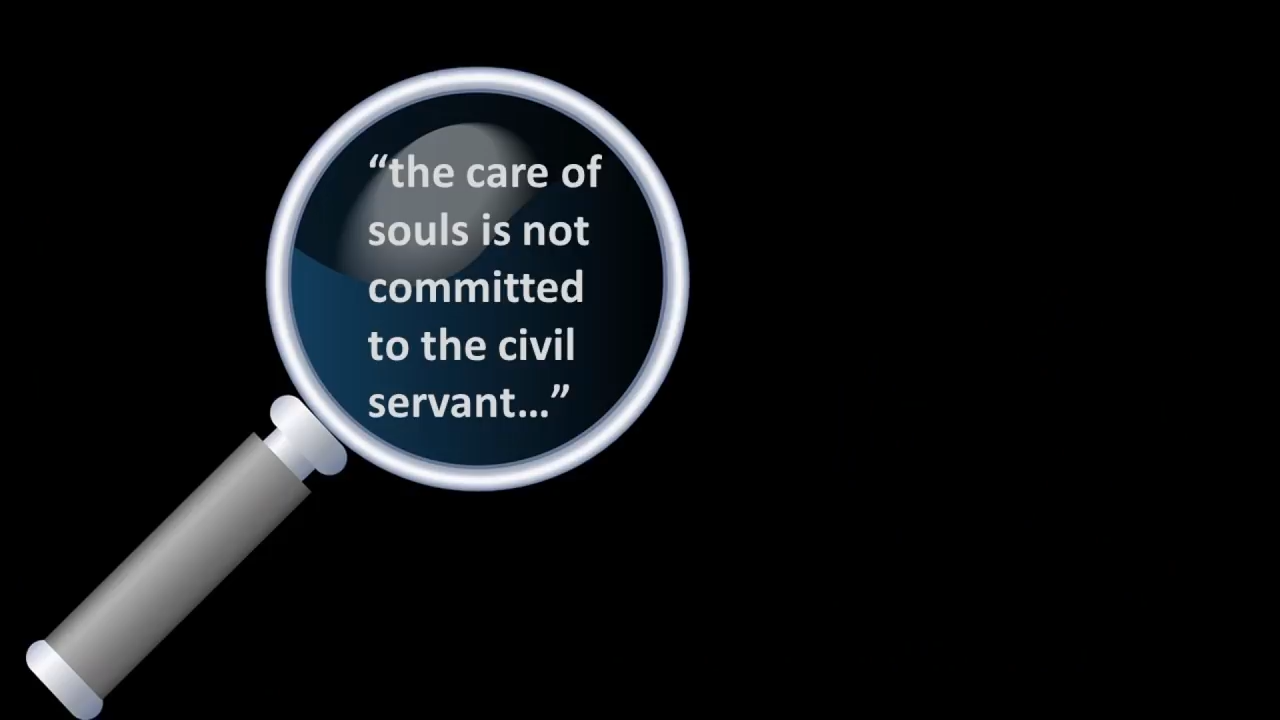 “the care of
souls is not
committed
to the civil
servant…”